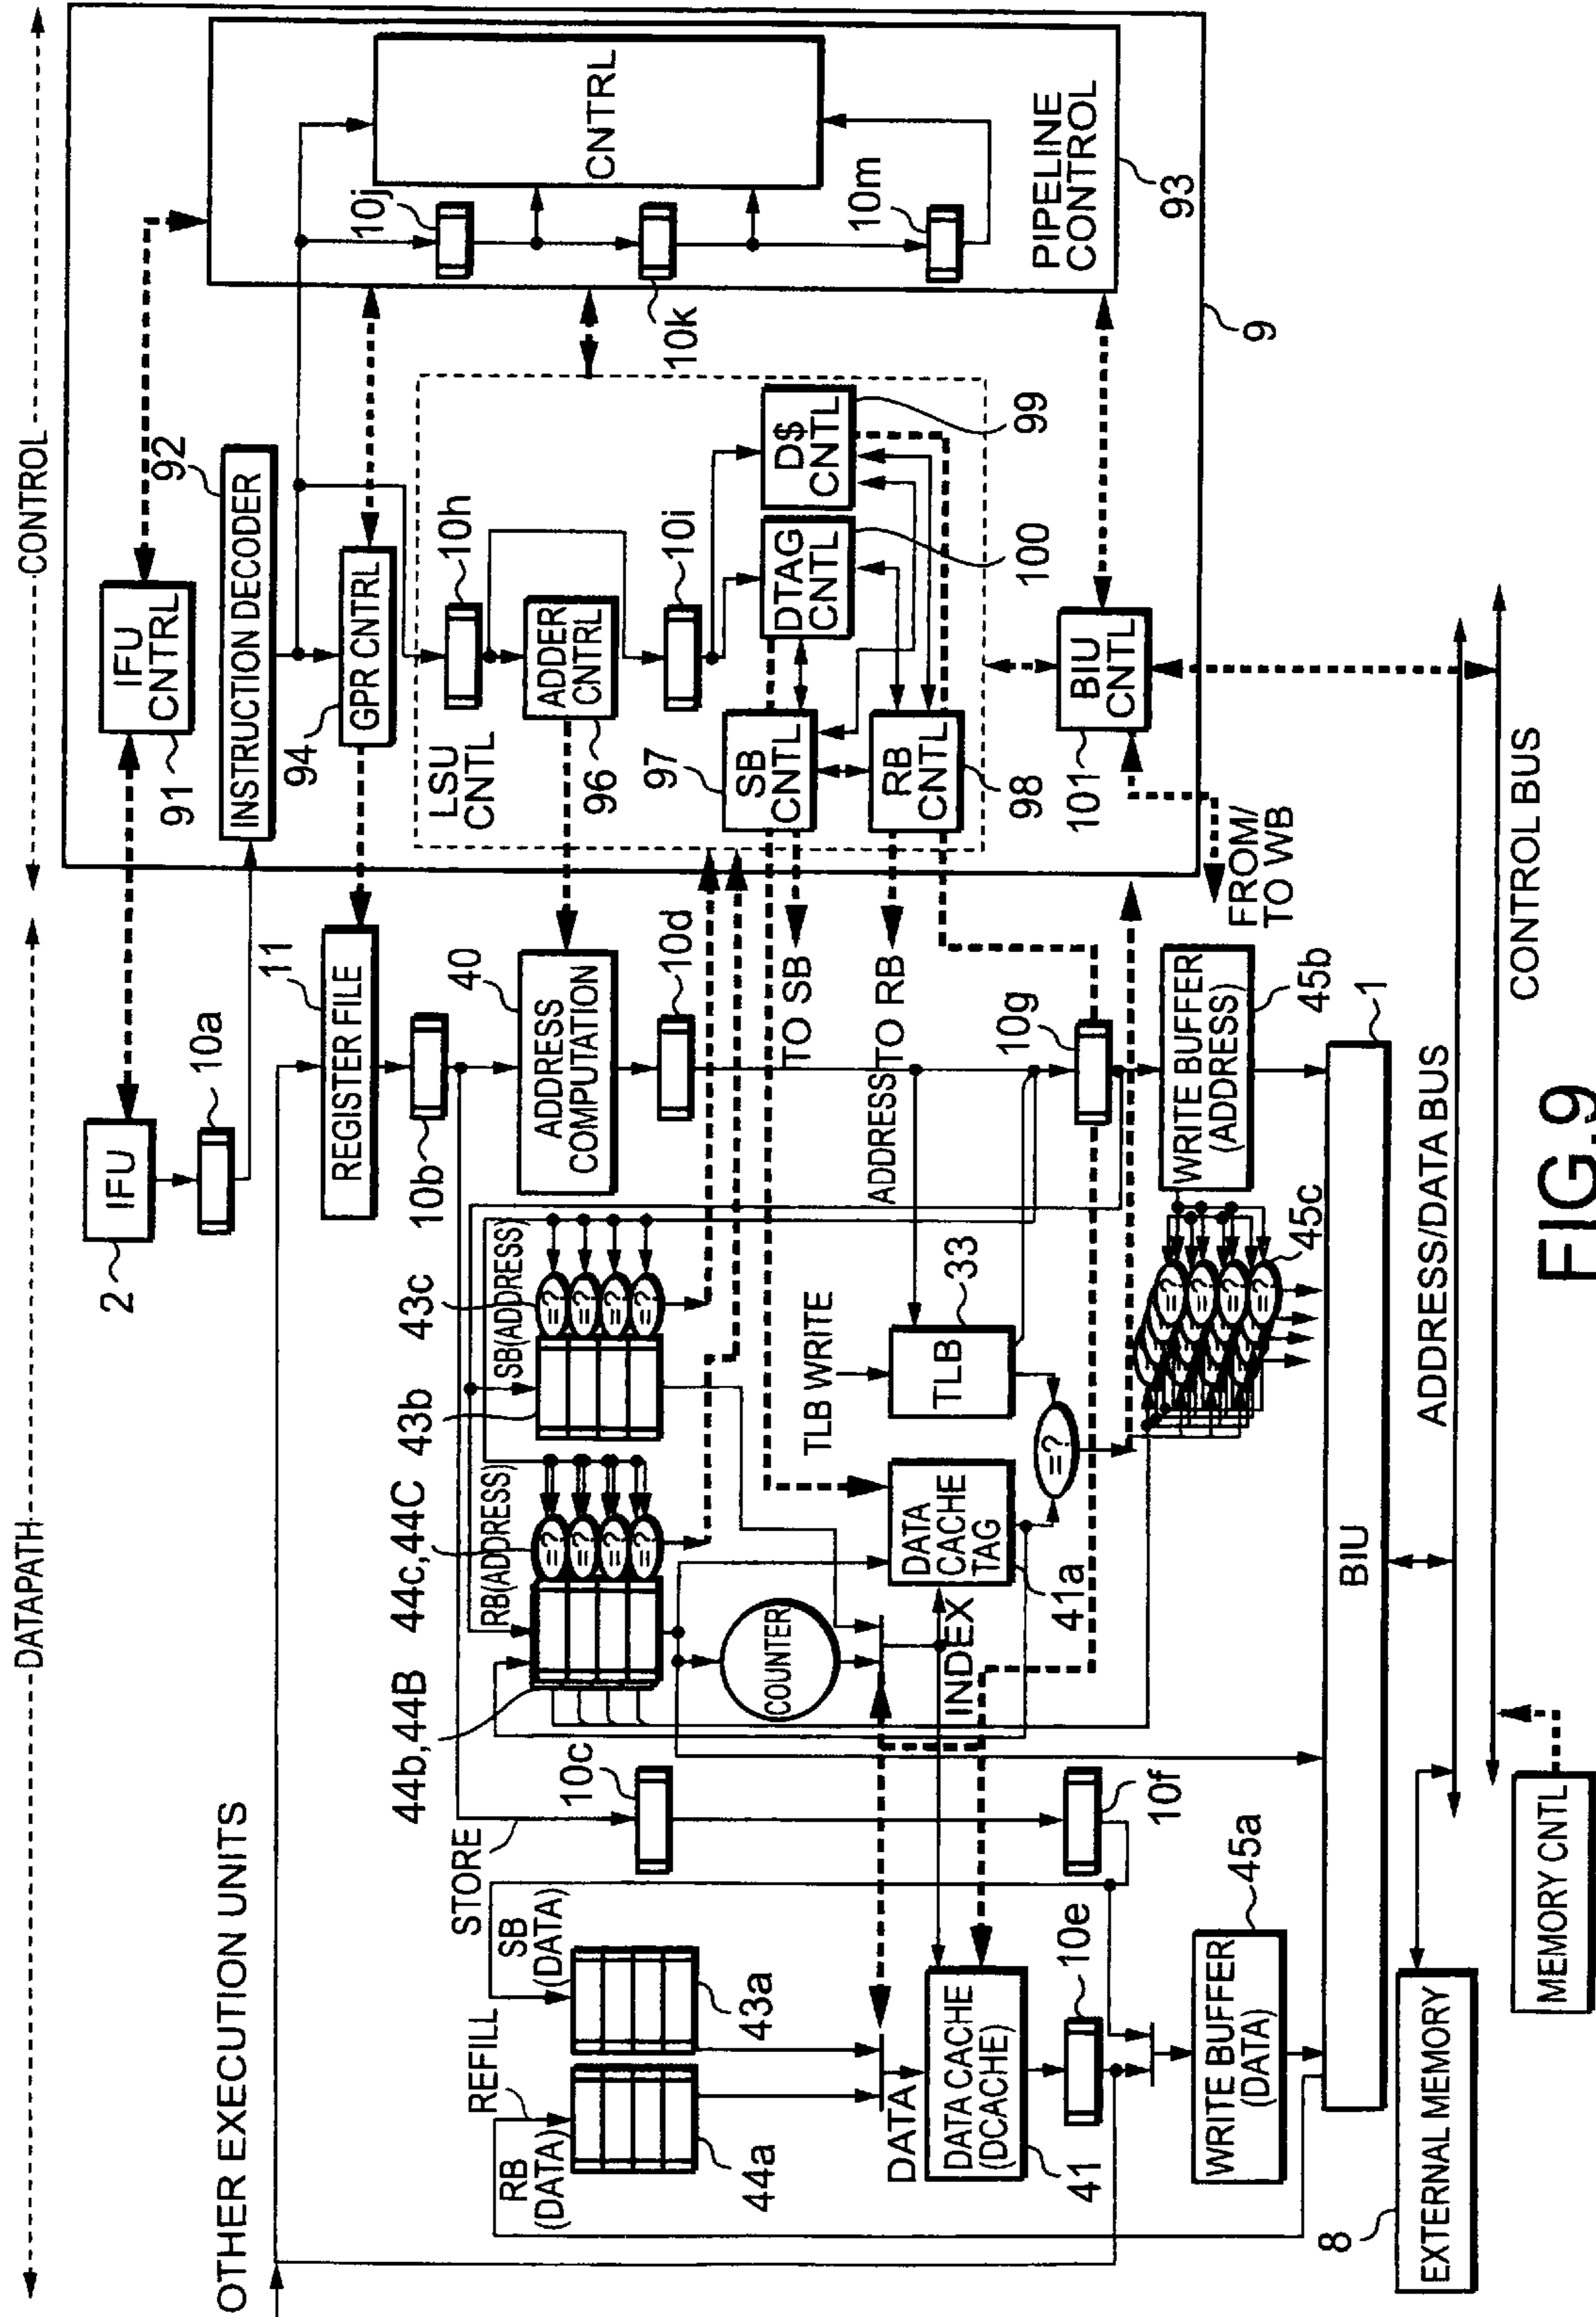 DATAPATH
CONTROL
OTHER EXECUTION UNITS
2
IFU
10a
IFU
CNTRL
91
92
INSTRUCTION DECODER
11
REGISTER FILE
94
GPR CNTRL
10b
10j
CNTRL
10k
10m
PIPELINE
CONTROL
93
9
LSU
CNTL
10h
40
ADDRESS
COMPUTATION
ADDER
CNTRL
96
10c
10d
10i
STORE
REFILL
RB
(DATA)
SB
(DATA)
44a
43a
44b,44B
44c,44C
43b
43c
RB(ADDRESS)
SB(ADDRESS)
=?
=?
=?
=?
=?
=?
=?
=?
COUNTER
97
SB
CNTL
DTAG
CNTL
D$
CNTL
99
100
RB
CNTL
98
TO SB
TO RB
ADDRESS
TLB WRITE
DATA
DATA CACHE
(DCACHE)
41
INDEX
DATA
CACHE
TAG
41a
TLB
33
=?
10e
10f
10g
101
BIU
CNTL
FROM/
TO WB
WRITE BUFFER
(DATA)
45a
WRITE BUFFER
(ADDRESS)
45b
45c
=?
=?
=?
=?
BIU
1
8
EXTERNAL MEMORY
ADDRESS/DATA BUS
CONTROL BUS
MEMORY CNTL
FIG.9